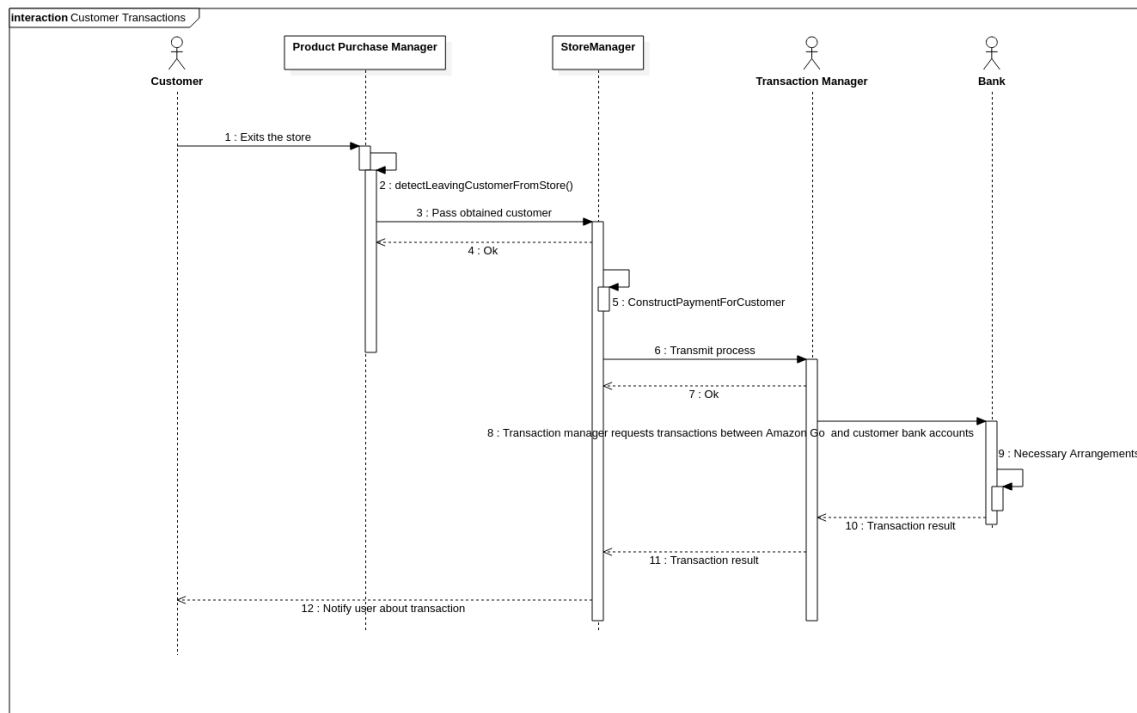 interaction Customer Transactions
Product Purchase Manager
StoreManager
Customer
Transaction Manager
Bank
1 : Exits the store
2 : detectLeavingCustomerFromStore()
3 : Pass obtained customer
4 : Ok
5 : ConstructPaymentForCustomer
6 : Transmit process
7 : Ok
8 : Transaction manager requests transactions between Amazon Go and customer bank accounts
9 : Necessary Arrangements
10 : Transaction result
11 : Transaction result
12 : Notify user about transaction